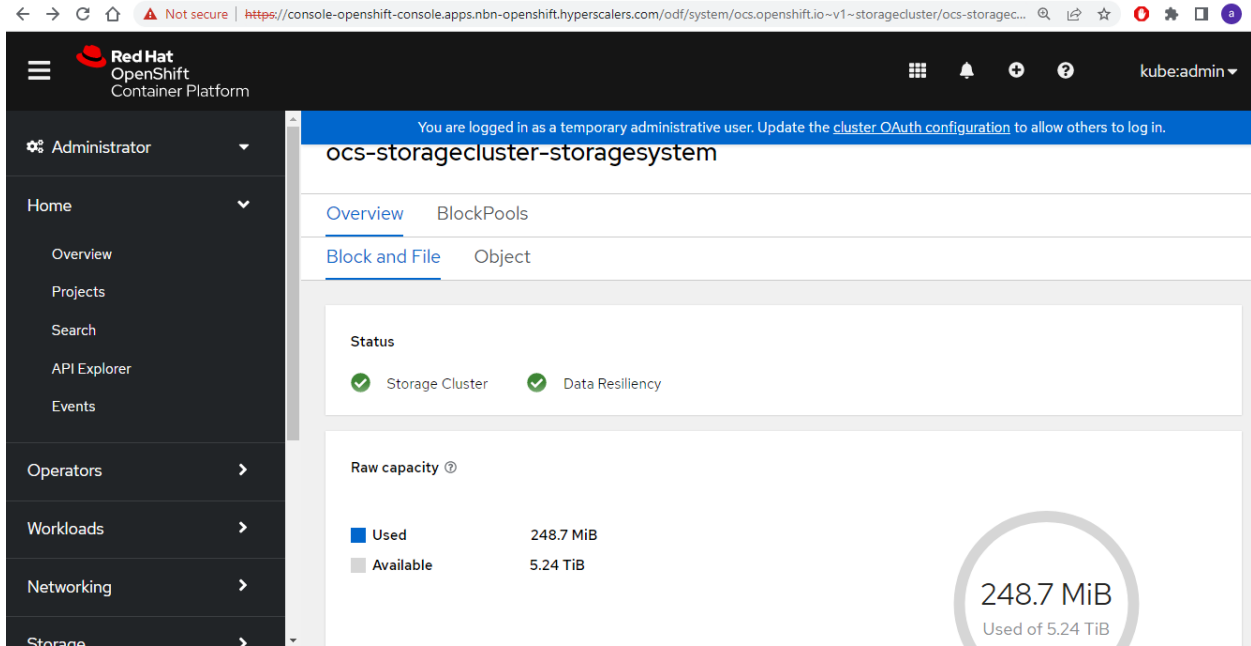 Not secure | https://console-openshift-console.apps.nbn-openshift.hyperscalers.com/odf/system/ocs.openshift.io~v1~storagecluster/ocs-storagec...
a
Red Hat
OpenShift
Container Platform
kube:admin
You are logged in as a temporary administrative user. Update the cluster OAuth configuration to allow others to log in.
Administrator
Home
Overview
Projects
Search
API Explorer
Events
Operators
Workloads
Networking
Storage
ocs-storagecluster-storagesystem
Overview BlockPools
Block and File Object
Status
Storage Cluster Data Resiliency
Raw capacity
Used 248.7 MiB
Available 5.24 TiB
248.7 MiB
Used of 5.24 TiB